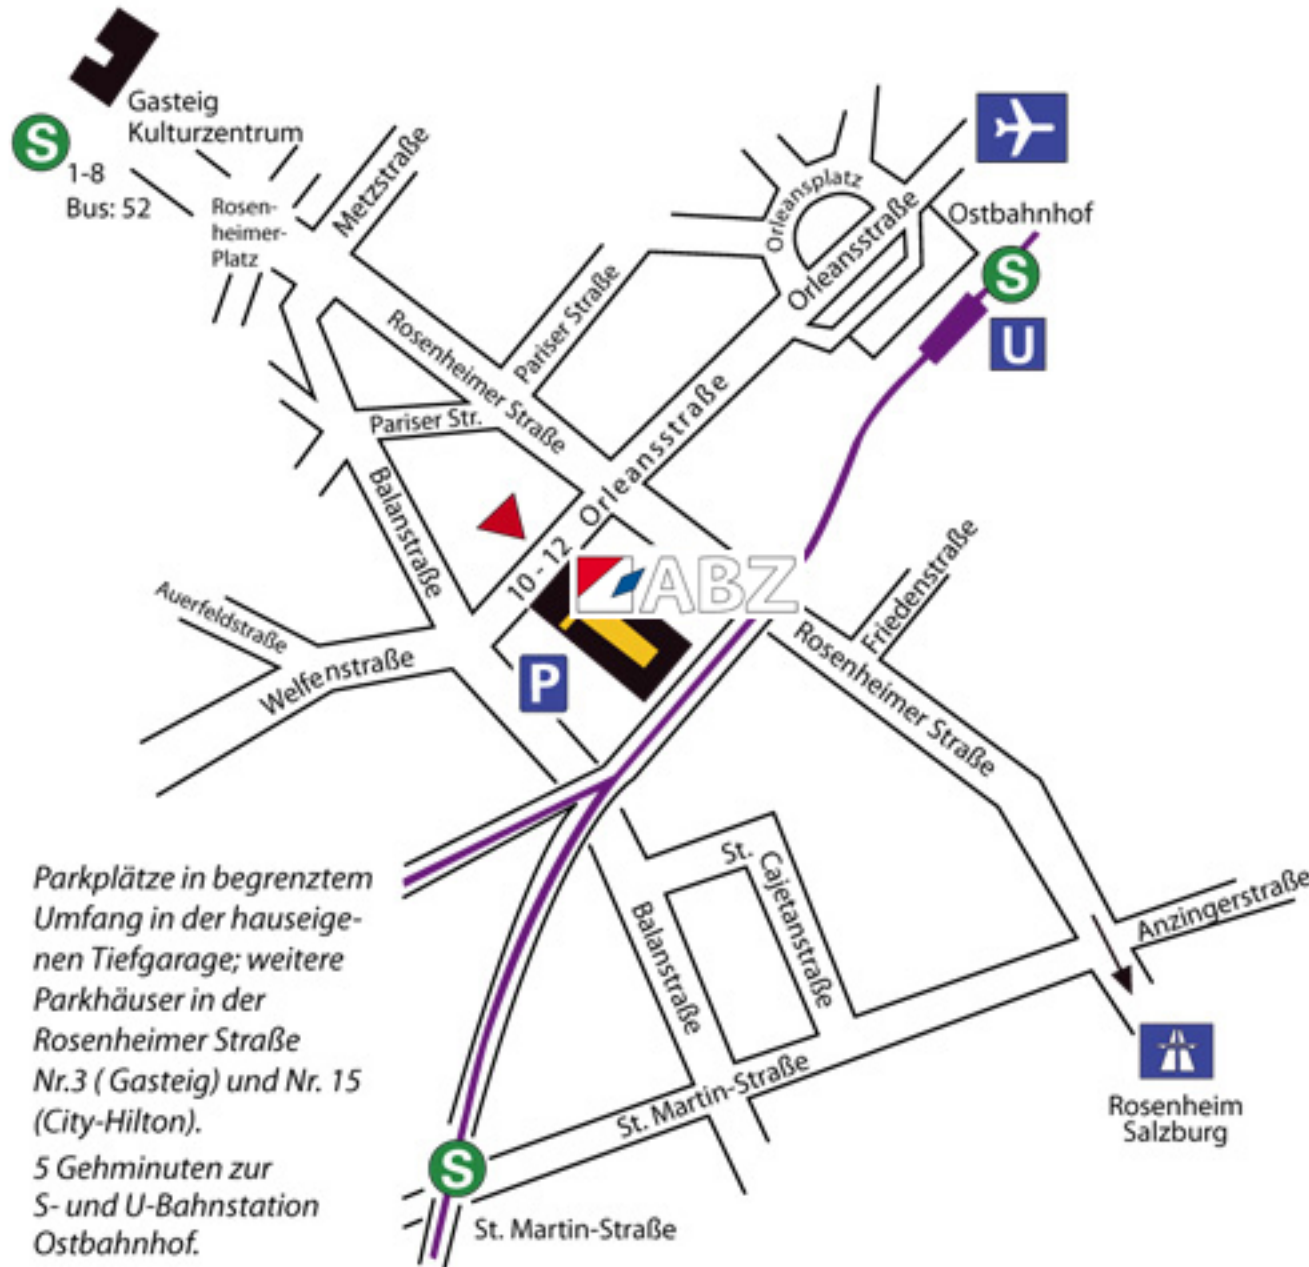 Gasteig
Kulturzentrum
S
1-8
Bus: 52
Rosen-
heimer-
Platz
Metzstraße
Orleansplatz
Orleansstraße
Ostbahnhof
S
U
Pariser Straße
Rosenheimer Straße
Pariser Str.
Orleansstraße
Balanstraße
10 - 12
ABZ
Friedenstraße
Auerfeldstraße
Welfenstraße
P
Rosenheimer Straße
St.
Cajetanstraße
Balanstraße
Anzingerstraße
St. Martin-Straße
Rosenheim
Salzburg
S
St. Martin-Straße
Parkplätze in begrenztem
Umfang in der hauseige-
nen Tiefgarage; weitere
Parkhäuser in der
Rosenheimer Straße
Nr.3 ( Gasteig) und Nr. 15
(City-Hilton).
5 Gehminuten zur
S- und U-Bahnstation
Ostbahnhof.